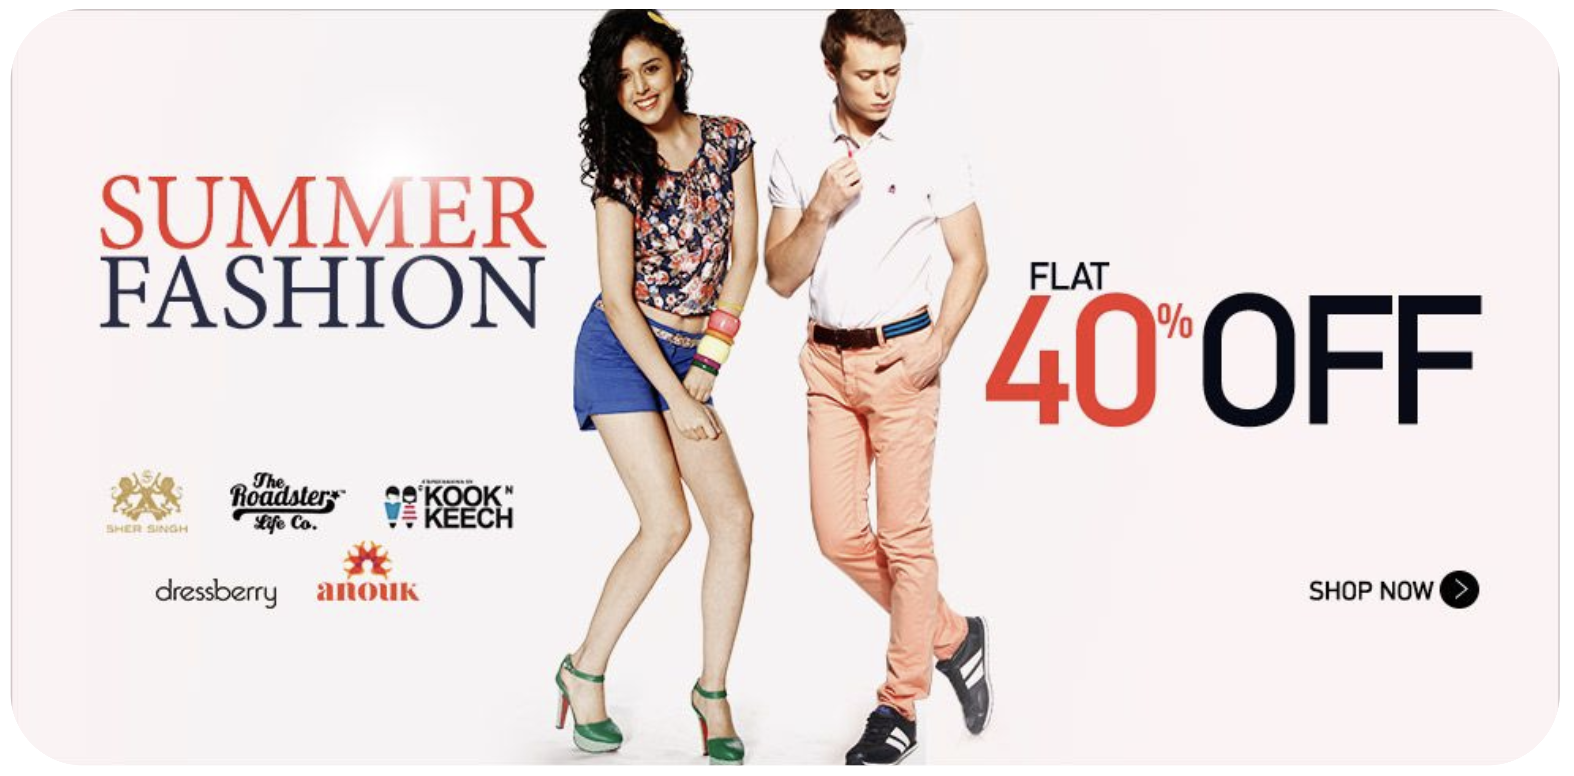 SUMMER
FASHION
FLAT
40% OFF
SHER SINGH
The
Roadster
Life Co.
KOOK N
KEECH
dressberry
anouk
SHOP NOW